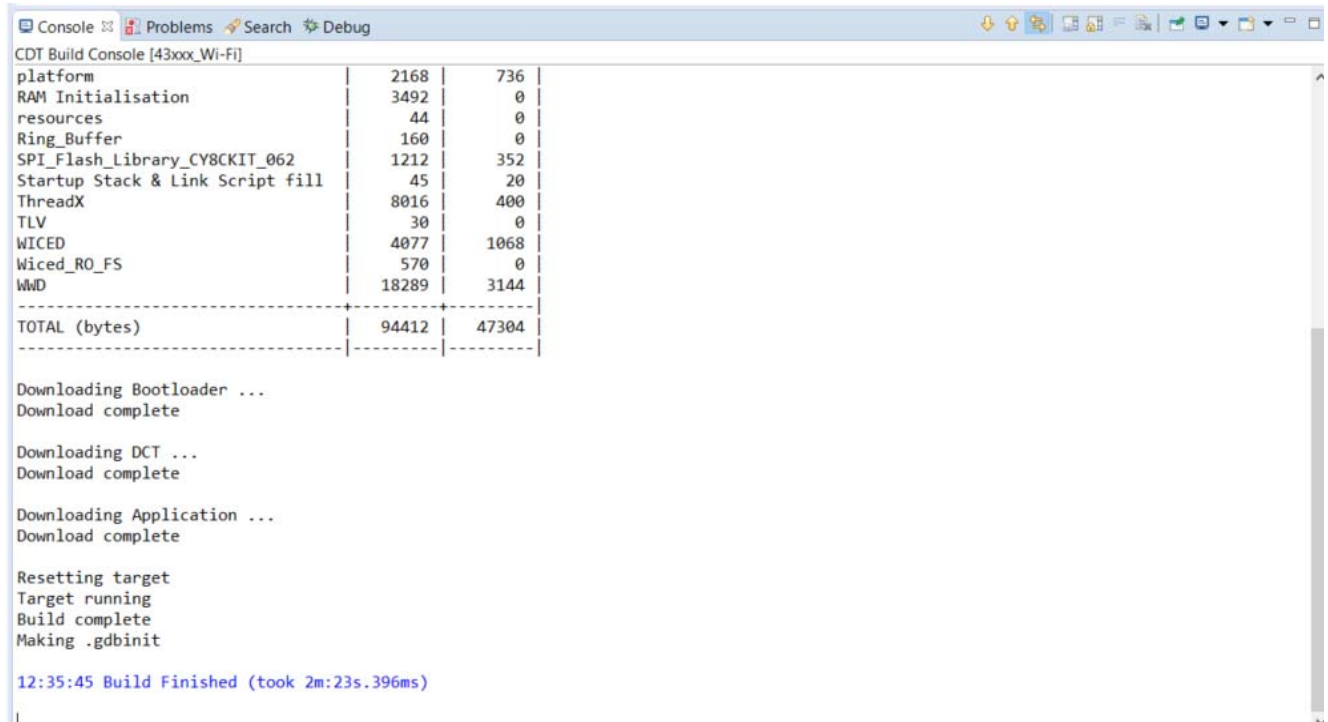 Console Problems Search Debug
CDT Build Console [43xxx_Wi-Fi]
platform | 2168 | 736 |
RAM Initialisation | 3492 | 0 |
resources | 44 | 0 |
Ring_Buffer | 160 | 0 |
SPI_Flash_Library_CY8CKIT_062 | 1212 | 352 |
Startup Stack & Link Script fill | 45 | 20 |
ThreadX | 8016 | 400 |
TLV | 30 | 0 |
WICED | 4077 | 1068 |
Wiced_RO_FS | 570 | 0 |
WWD | 18289 | 3144 |
----------------------------------+---------+---------|
TOTAL (bytes) | 94412 | 47304 |
----------------------------------|---------|---------|
Downloading Bootloader ...
Download complete
Downloading DCT ...
Download complete
Downloading Application ...
Download complete
Resetting target
Target running
Build complete
Making .gdbinit
12:35:45 Build Finished (took 2m:23s.396ms)